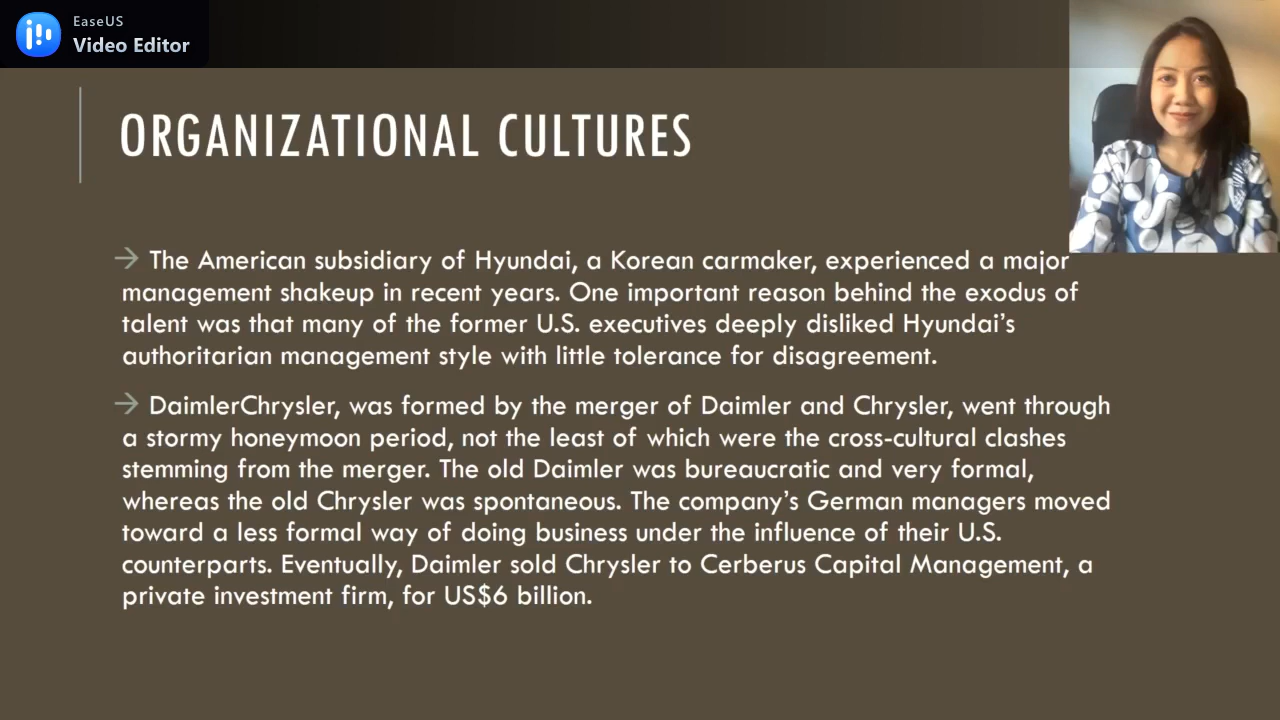 EaseUS
Video Editor
ORGANIZATIONAL CULTURES
→ The American subsidiary of Hyundai, a Korean carmaker, experienced a major
management shakeup in recent years. One important reason behind the exodus of
talent was that many of the former U.S. executives deeply disliked Hyundai's
authoritarian management style with little tolerance for disagreement.
→ DaimlerChrysler, was formed by the merger of Daimler and Chrysler, went through
a stormy honeymoon period, not the least of which were the cross-cultural clashes
stemming from the merger. The old Daimler was bureaucratic and very formal,
whereas the old Chrysler was spontaneous. The company's German managers moved
toward a less formal way of doing business under the influence of their U.S.
counterparts. Eventually, Daimler sold Chrysler to Cerberus Capital Management, a
private investment firm, for US$6 billion.